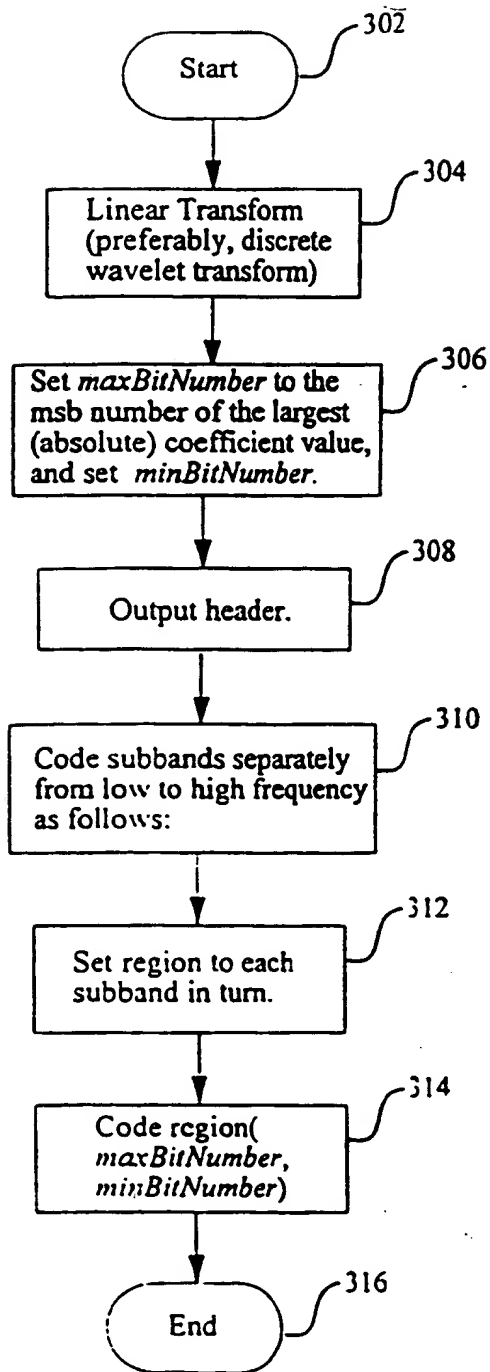 302
Start
304
Linear Transform
(preferably, discrete
wavelet transform)
306
Set maxBitNumber to the
msb number of the largest
(absolute) coefficient value,
and set minBitNumber.
308
Output header.
310
Code subbands separately
from low to high frequency
as follows:
312
Set region to each
subband in turn.
314
Code region(
maxBitNumber,
minBitNumber)
End
316